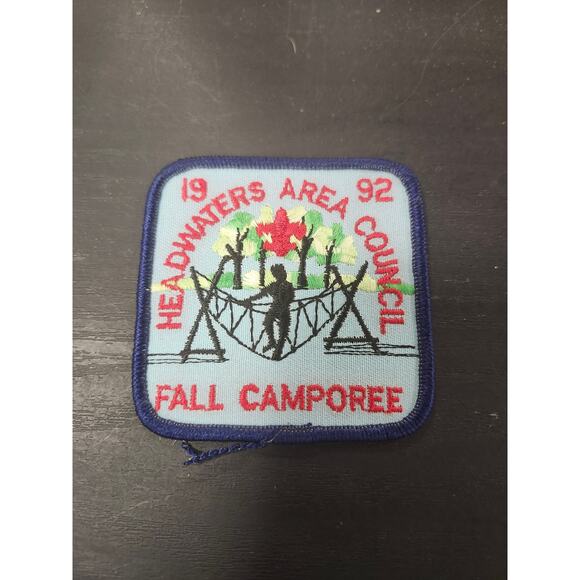 19 92
HEADWATERS AREA COUNCIL
FALL CAMPOREE